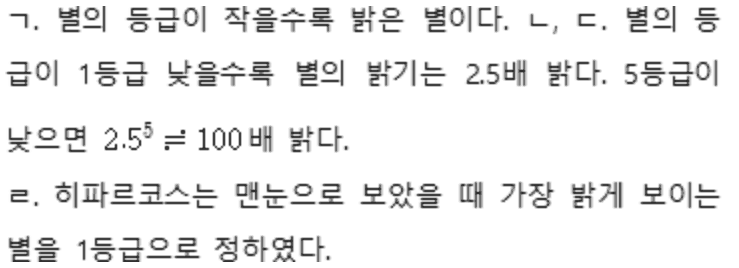 ㄱ. 별의 등급이 작을수록 밝은 별이다. ㄴ, ㄷ. 별의 등
급이 1등급 낮을수록 별의 밝기는 2.5배 밝다. 5등급이
낮으면 2.5⁵ ≓ 100배 밝다.
ㄹ. 히파르코스는 맨눈으로 보았을 때 가장 밝게 보이는
별을 1등급으로 정하였다.